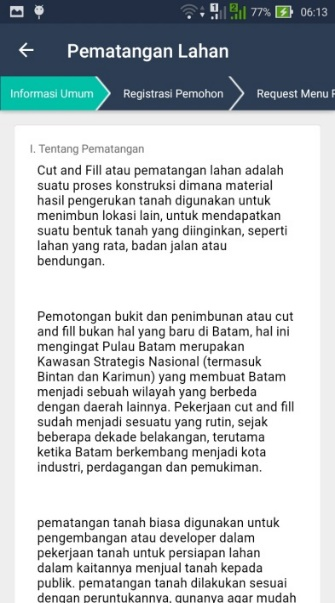 77% 06:13
Pematangan Lahan
Informasi Umum Registrasi Pemohon Request Menu
I. Tentang Pematangan
Cut and Fill atau pematangan lahan adalah
suatu proses konstruksi dimana material
hasil pengerukan tanah digunakan untuk
menimbun lokasi lain, untuk mendapatkan
suatu bentuk tanah yang diinginkan, seperti
lahan yang rata, badan jalan atau
bendungan.
Pemotongan bukit dan penimbunan atau cut
and fill bukan hal yang baru di Batam, hal ini
mengingat Pulau Batam merupakan
Kawasan Strategis Nasional (termasuk
Bintan dan Karimun) yang membuat Batam
menjadi sebuah wilayah yang berbeda
dengan daerah lainnya. Pekerjaan cut and fill
sudah menjadi sesuatu yang rutin, sejak
beberapa dekade belakangan, terutama
ketika Batam berkembang menjadi kota
industri, perdagangan dan pemukiman.
pematangan tanah biasa digunakan untuk
pengembangan atau developer dalam
pekerjaan tanah untuk persiapan lahan
dalam kaitannya menjual tanah kepada
publik. pematangan tanah dilakukan sesuai
dengan peruntukannya, gunanya agar mudah